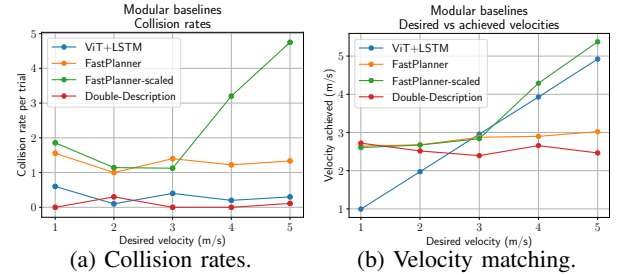 Modular baselines
Collision rates
5
4
3
2
1
0
Collision rate per trial
ViT+LSTM
FastPlanner
FastPlanner-scaled
Double-Description
1 2 3 4 5
Desired velocity (m/s)
(a) Collision rates.
Modular baselines
Desired vs achieved velocities
5
4
3
2
1
Velocity achieved (m/s)
ViT+LSTM
FastPlanner
FastPlanner-scaled
Double-Description
1 2 3 4 5
Desired velocity (m/s)
(b) Velocity matching.